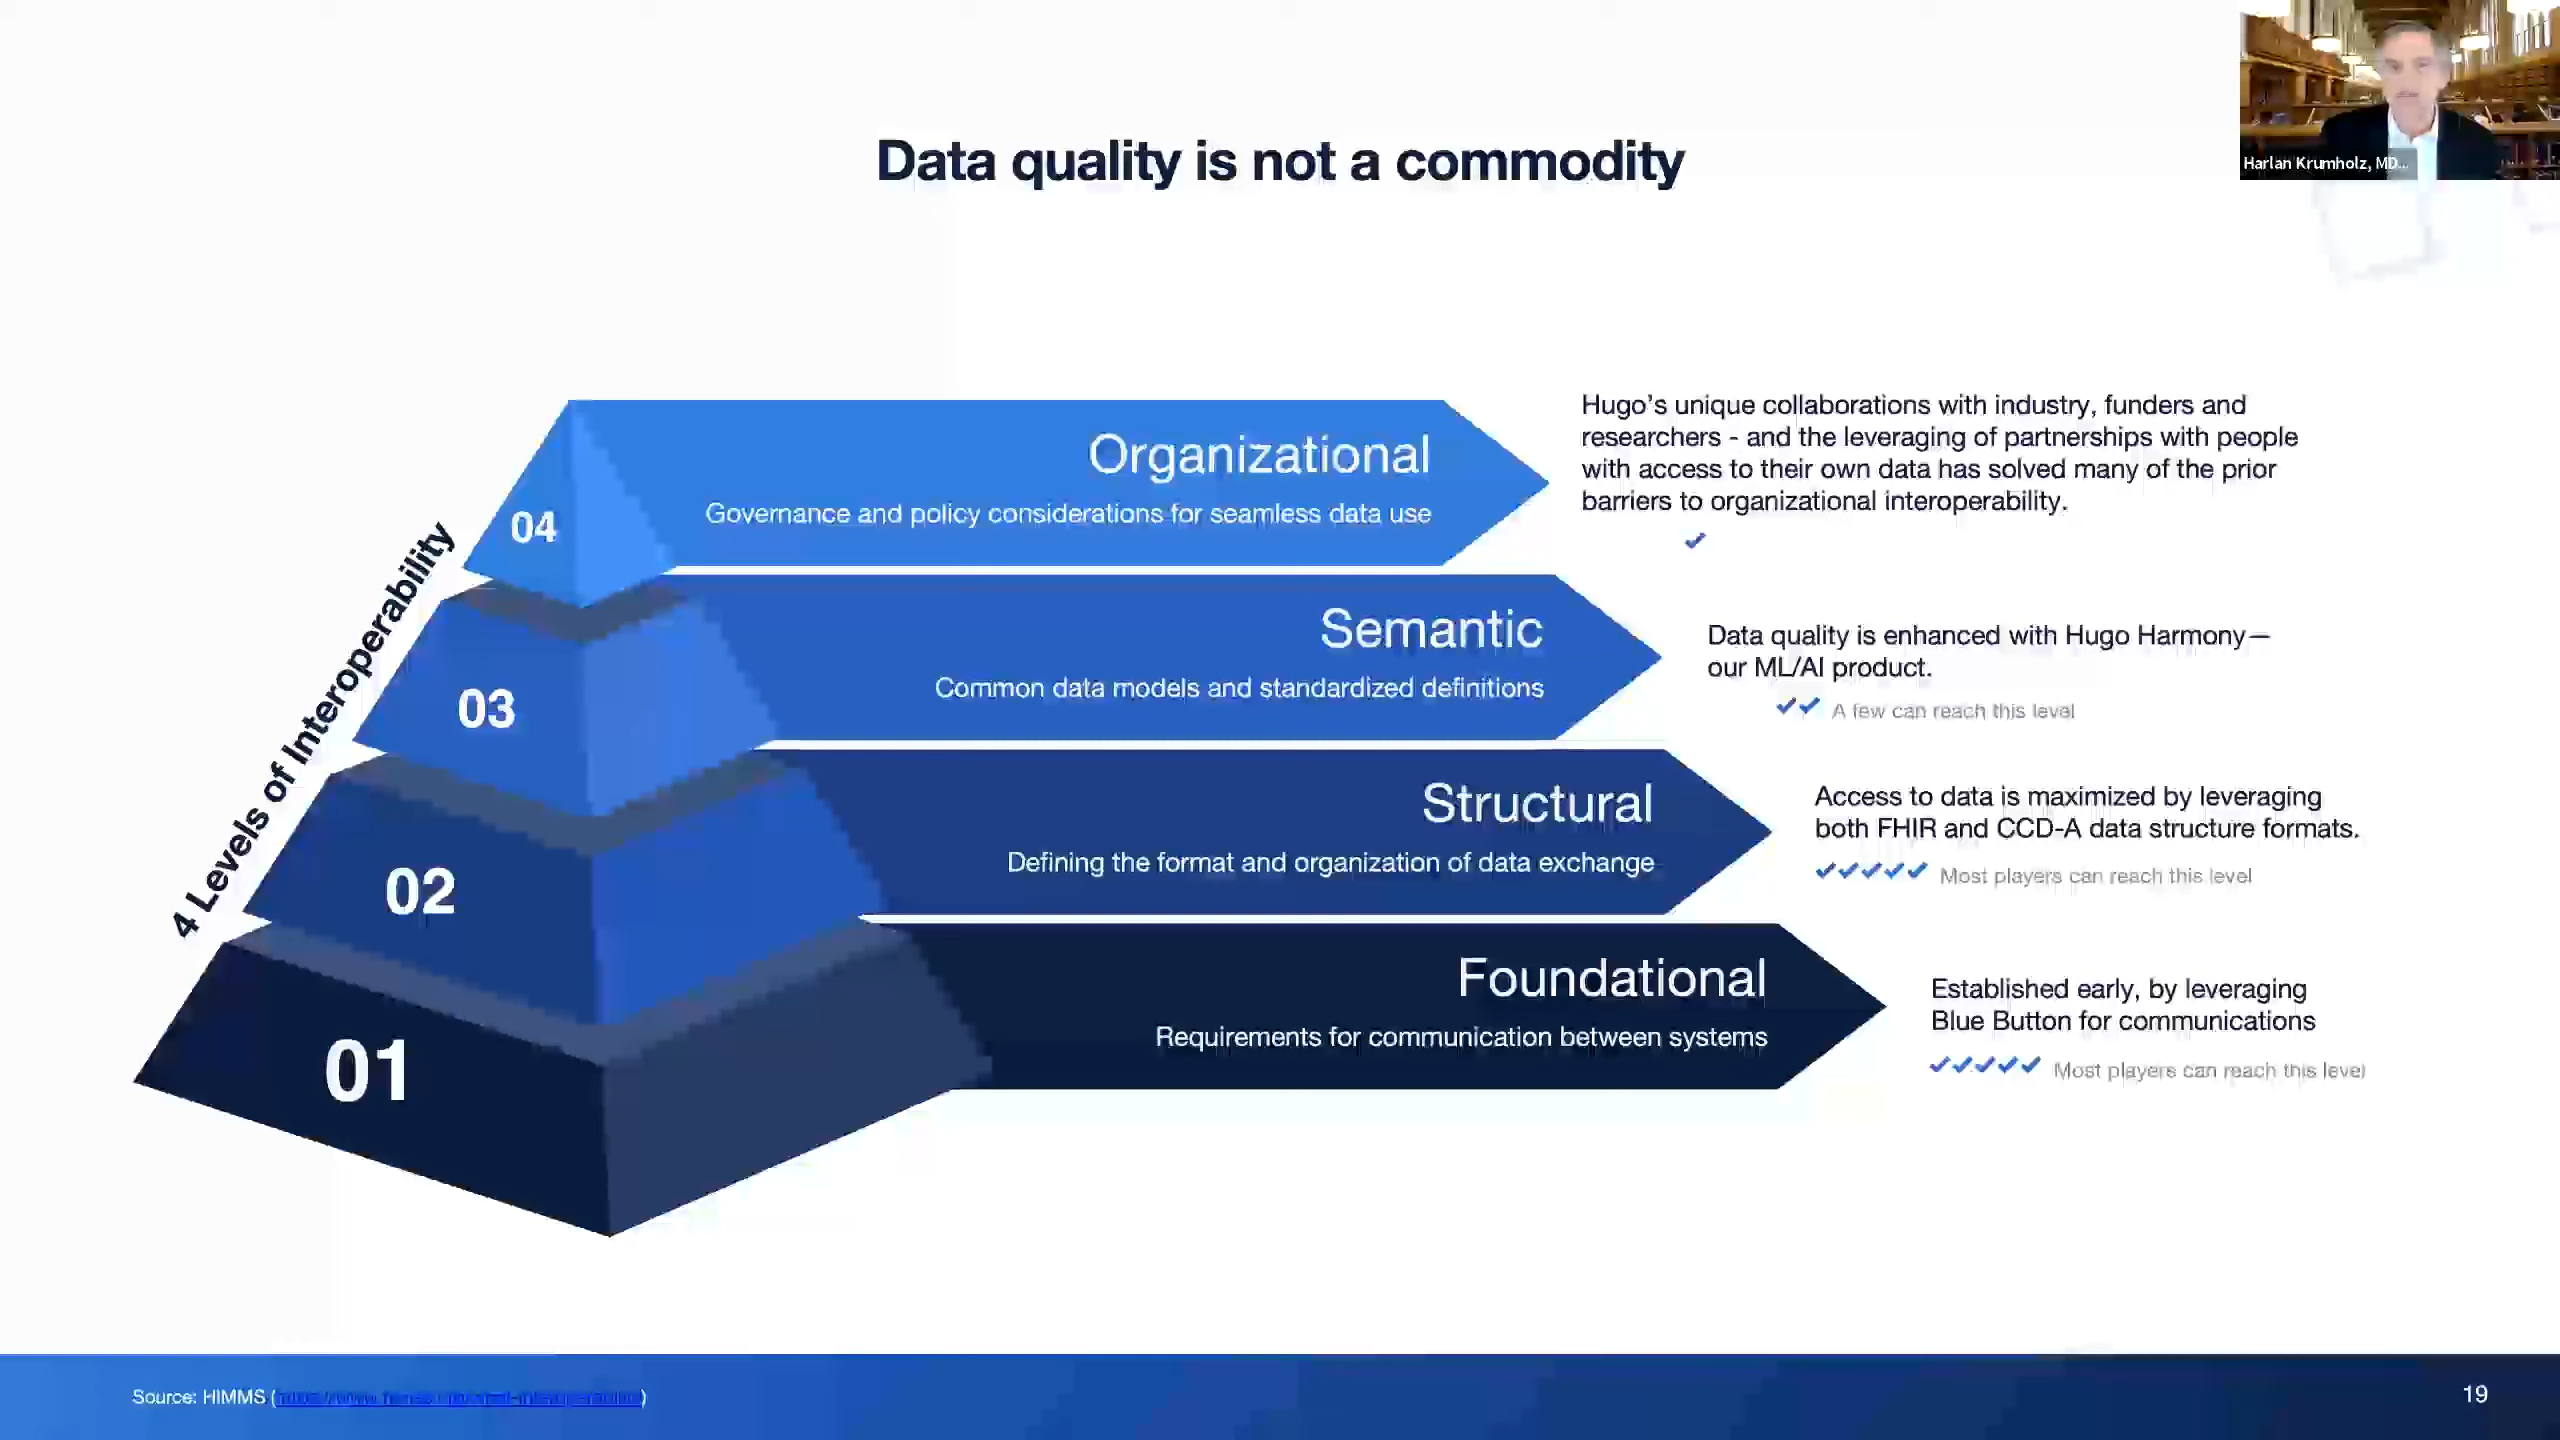 Data quality is not a commodity
Harlan Krumholz, MD...
4 Levels of Interoperability
04
Organizational
Governance and policy considerations for seamless data use
Hugo's unique collaborations with industry, funders and
researchers - and the leveraging of partnerships with people
with access to their own data has solved many of the prior
barriers to organizational interoperability.
03
Semantic
Common data models and standardized definitions
Data quality is enhanced with Hugo Harmony—
our ML/AI product.
A few can reach this level
02
Structural
Defining the format and organization of data exchange
Access to data is maximized by leveraging
both FHIR and CCD-A data structure formats.
Most players can reach this level
01
Foundational
Requirements for communication between systems
Established early, by leveraging
Blue Button for communications
Most players can reach this level
Source: HIMMS ( )
19